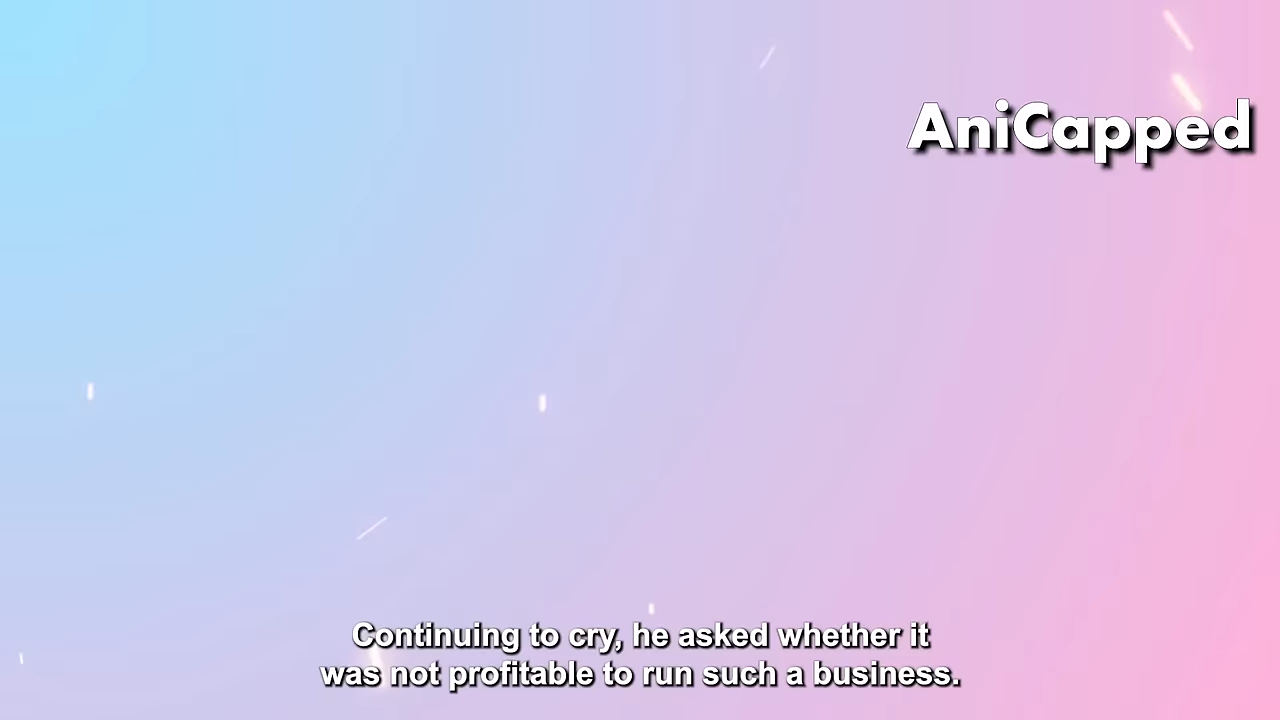 AniCapped
Continuing to cry, he asked whether it
was not profitable to run such a business.